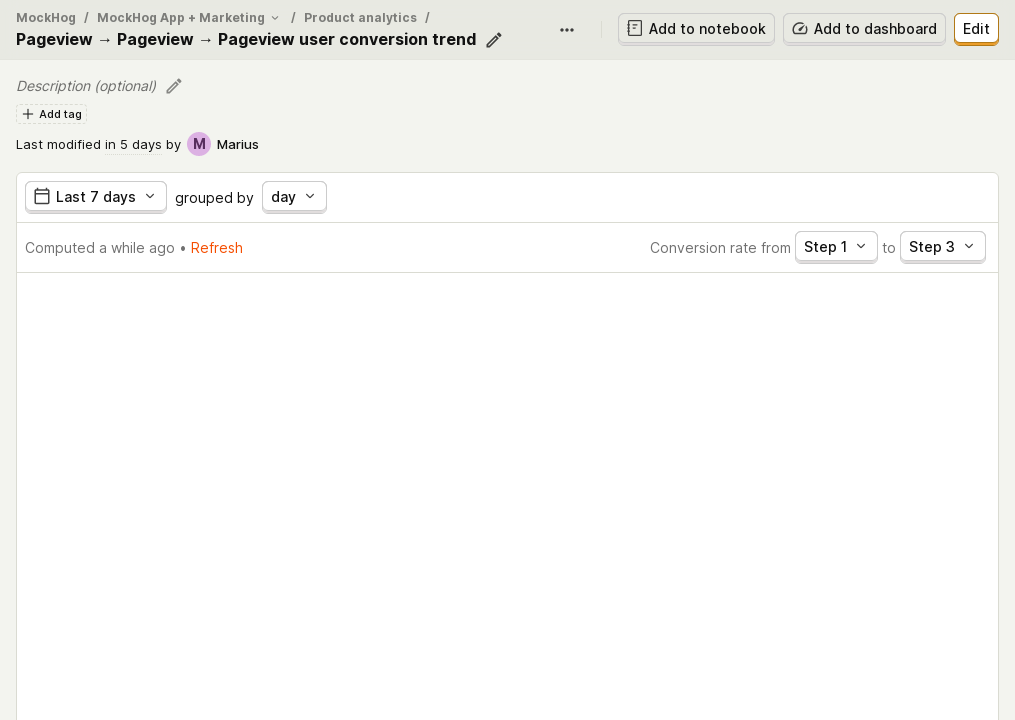 MockHog / MockHog App + Marketing / Product analytics /
Pageview → Pageview → Pageview user conversion trend
Add to notebook
Add to dashboard
Edit
Description (optional)
Add tag
Last modified in 5 days by M Marius
Last 7 days grouped by day
Computed a while ago • Refresh
Conversion rate from Step 1 to Step 3